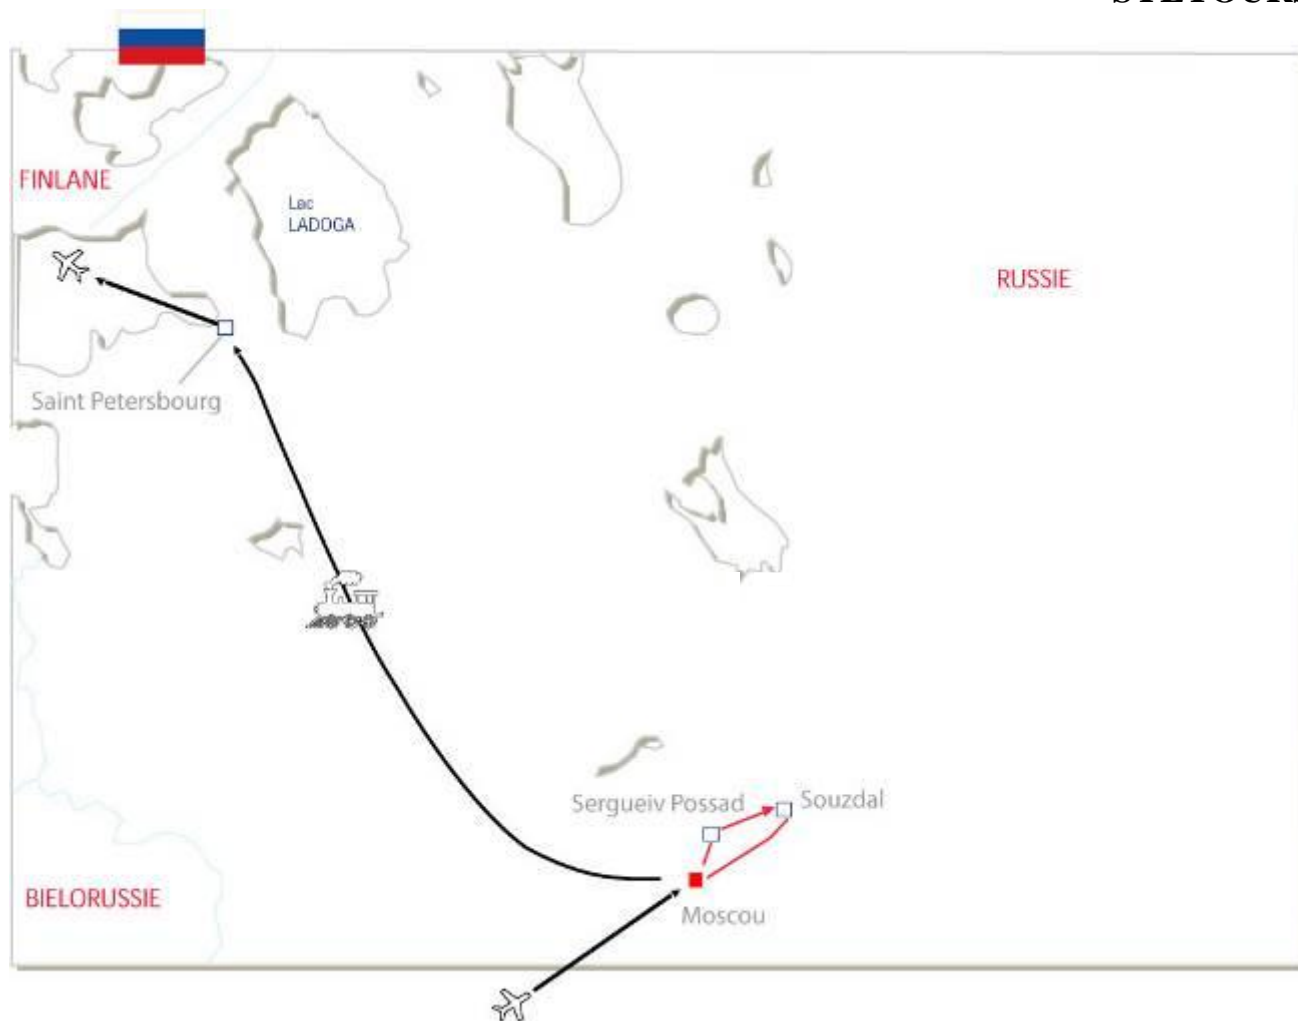 FINLANE
Lac
LADOGA
RUSSIE
Saint Petersbourg
Sergueiv Possad
Souzdal
BIELORUSSIE
Moscou